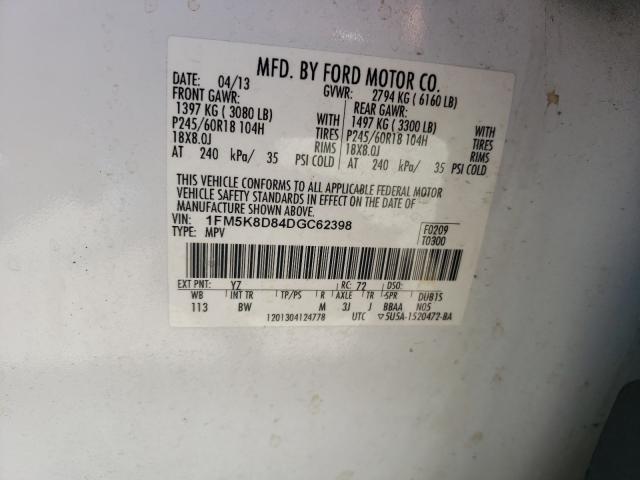 MFD. BY FORD MOTOR CO.
DATE: 04/13 GVWR: 2794 KG ( 6160 LB)
FRONT GAWR: REAR GAWR:
1397 KG ( 3080 LB) WITH 1497 KG ( 3300 LB) WITH
P245/60R18 104H TIRES P245/60R18 104H TIRES
18X8.0J RIMS 18X8.0J RIMS
AT 240 kPa/ 35 PSI COLD AT 240 kPa/ 35 PSI COLD
THIS VEHICLE CONFORMS TO ALL APPLICABLE FEDERAL MOTOR
VEHICLE SAFETY STANDARDS IN EFFECT ON THE DATE OF
MANUFACTURE SHOWN ABOVE.
VIN: 1FM5K8D84DGC62398 F0209
TYPE: MPV T0300
EXT PNT: YZ RC: 72 DSO:
WB INT TR TP/PS R AXLE TR SPR DUB1S
113 BW M 3J J BBAA N05
1201304124778 UTC ▽5U5A-1520472-BA